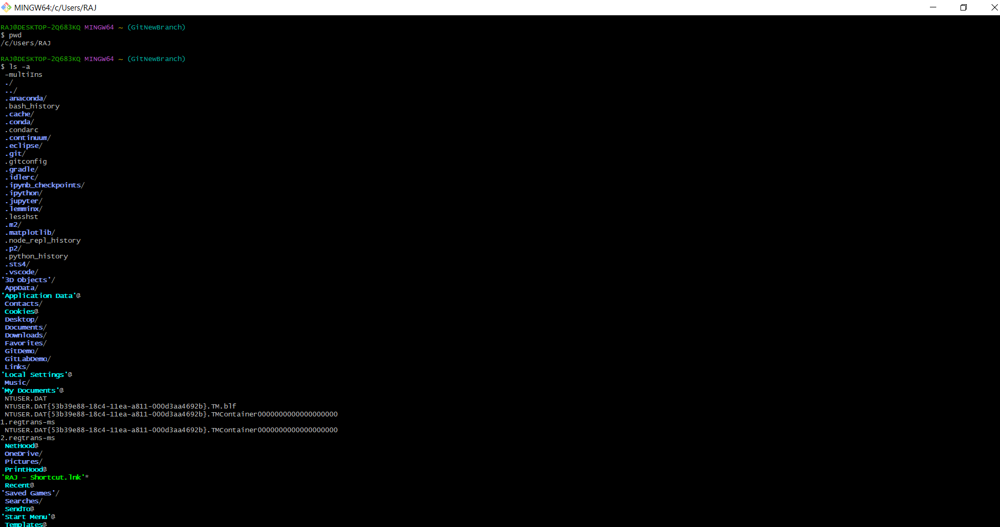 MINGW64:/c/Users/RAJ
RAJ@DESKTOP-2Q683KQ MINGW64 ~ (GitNewBranch)
$ pwd
/c/Users/RAJ
RAJ@DESKTOP-2Q683KQ MINGW64 ~ (GitNewBranch)
$ ls -a
-multiIns
./
../
.anaconda/
.bash_history
.cache/
.conda/
.condarc
.continuum/
.eclipse/
.git/
.gitconfig
.gradle/
.idlerc/
.ipynb_checkpoints/
.ipython/
.jupyter/
.lemminx/
.lesshst
.m2/
.matplotlib/
.node_repl_history
.p2/
.python_history
.sts4/
.vscode/
'3D Objects'/
AppData/
'Application Data'@
Contacts/
Cookies@
Desktop/
Documents/
Downloads/
Favorites/
GitDemo/
GitLabDemo/
Links/
'Local Settings'@
Music/
'My Documents'@
NTUSER.DAT
NTUSER.DAT{53b39e88-18c4-11ea-a811-000d3aa4692b}.TM.blf
NTUSER.DAT{53b39e88-18c4-11ea-a811-000d3aa4692b}.TMContainer0000000000000000000
1.regtrans-ms
NTUSER.DAT{53b39e88-18c4-11ea-a811-000d3aa4692b}.TMContainer0000000000000000000
2.regtrans-ms
NetHood@
OneDrive/
Pictures/
PrintHood@
'RAJ - Shortcut.lnk'*
Recent@
'Saved Games'/
Searches/
SendTo@
'Start Menu'@
Templates@